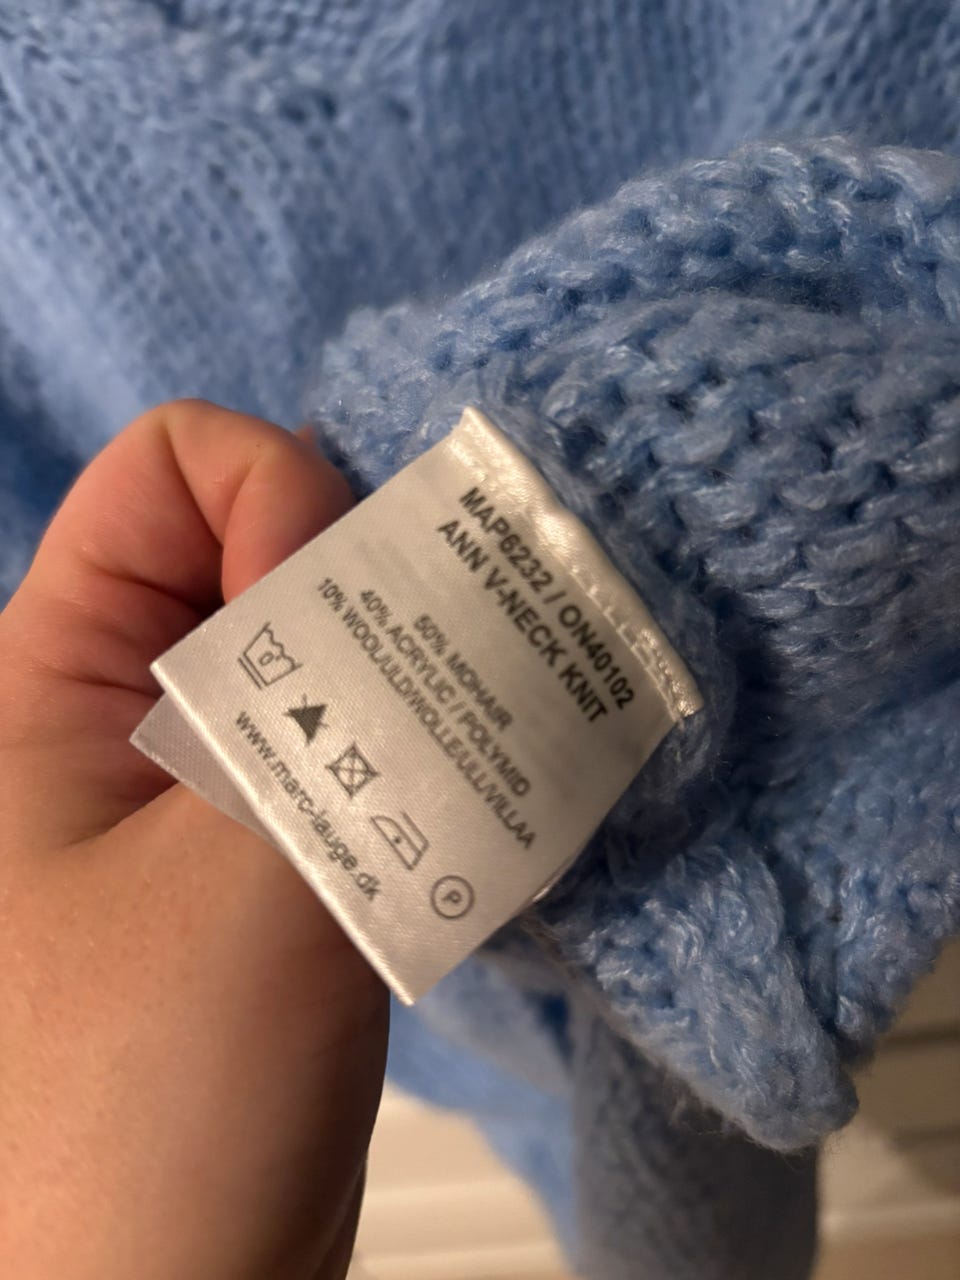 MAP6232 / ON40102
ANN V-NECK KNIT
50% MOHAIR
40% ACRYLIC / POLYMID
10% WOOL/ULD/WOLLE/ULL/VILLAA
P
www.marc-lauge.dk